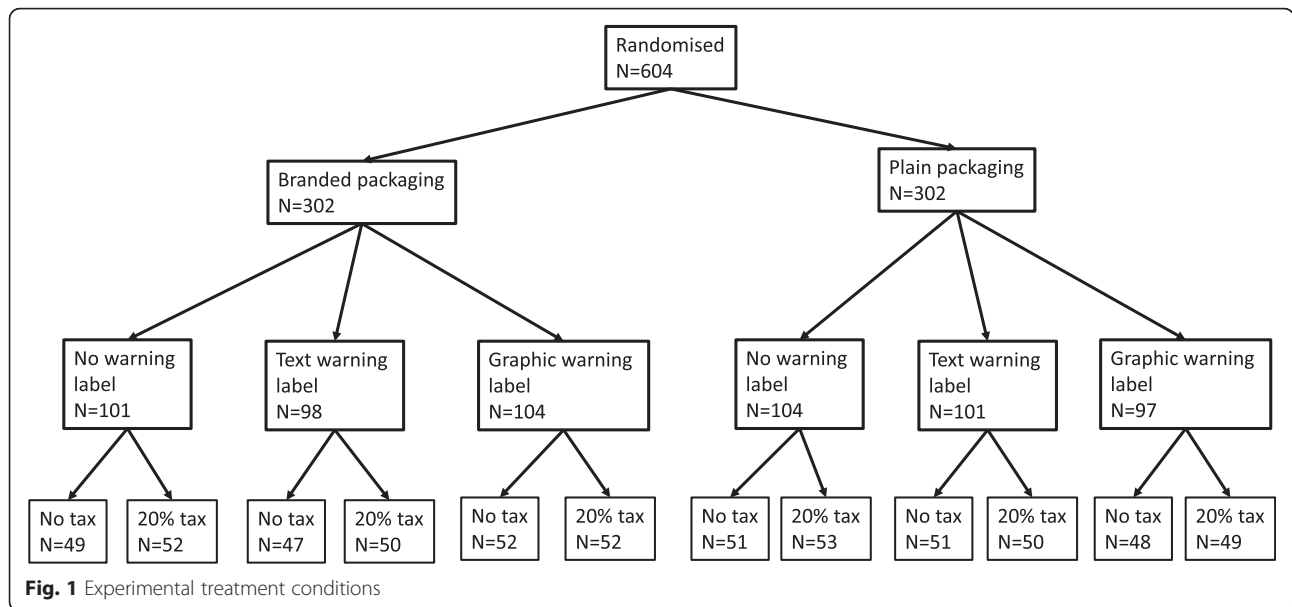 Randomised
N=604
Branded packaging
N=302
Plain packaging
N=302
No warning
label
N=101
Text warning
label
N=98
Graphic warning
label
N=104
No warning
label
N=104
Text warning
label
N=101
Graphic warning
label
N=97
No tax
N=49
20% tax
N=52
No tax
N=47
20% tax
N=50
No tax
N=52
20% tax
N=52
No tax
N=51
20% tax
N=53
No tax
N=51
20% tax
N=50
No tax
N=48
20% tax
N=49
Fig. 1 Experimental treatment conditions